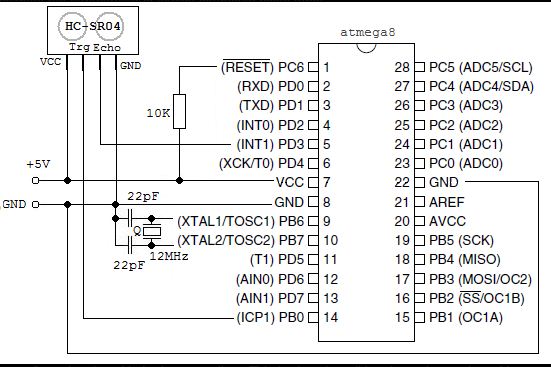 HC-SR04
Trg Echo
VCC GND
atmega8
(RESET) PC6 1 28 PC5 (ADC5/SCL)
(RXD) PD0 2 27 PC4 (ADC4/SDA)
10K (TXD) PD1 3 26 PC3 (ADC3)
(INT0) PD2 4 25 PC2 (ADC2)
(INT1) PD3 5 24 PC1 (ADC1)
+5V (XCK/T0) PD4 6 23 PC0 (ADC0)
VCC 7 22 GND
GND 22pF GND 8 21 AREF
Q (XTAL1/TOSC1) PB6 9 20 AVCC
(XTAL2/TOSC2) PB7 10 19 PB5 (SCK)
22pF 12MHz (T1) PD5 11 18 PB4 (MISO)
(AIN0) PD6 12 17 PB3 (MOSI/OC2)
(AIN1) PD7 13 16 PB2 (SS/OC1B)
(ICP1) PB0 14 15 PB1 (OC1A)